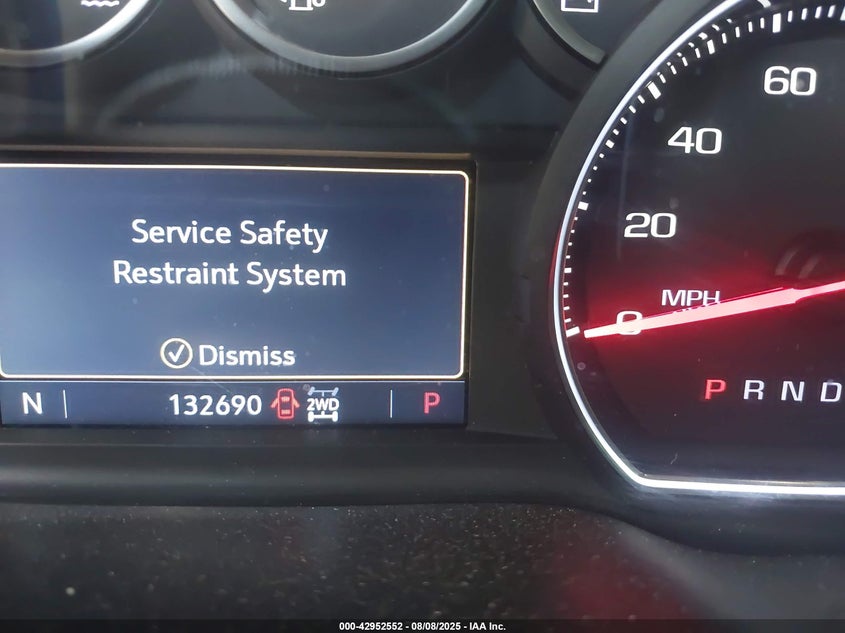 60
40
20
0
MPH
Service Safety
Restraint System
Dismiss
N 132690 2WD P
P R N D
000-42952552 - 08/08/2025 - IAA Inc.